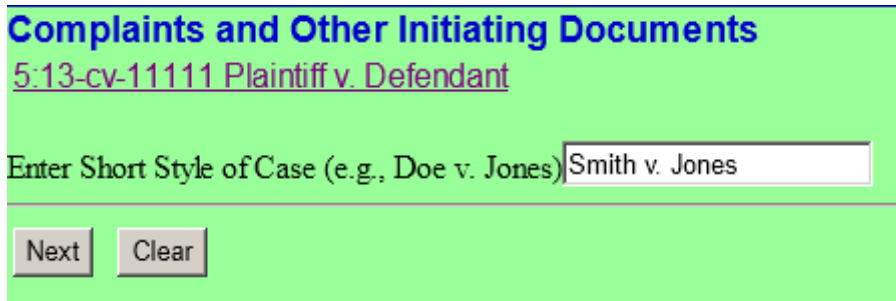 Complaints and Other Initiating Documents
5:13-cv-11111 Plaintiff v. Defendant
Enter Short Style of Case (e.g., Doe v. Jones) Smith v. Jones
Next Clear